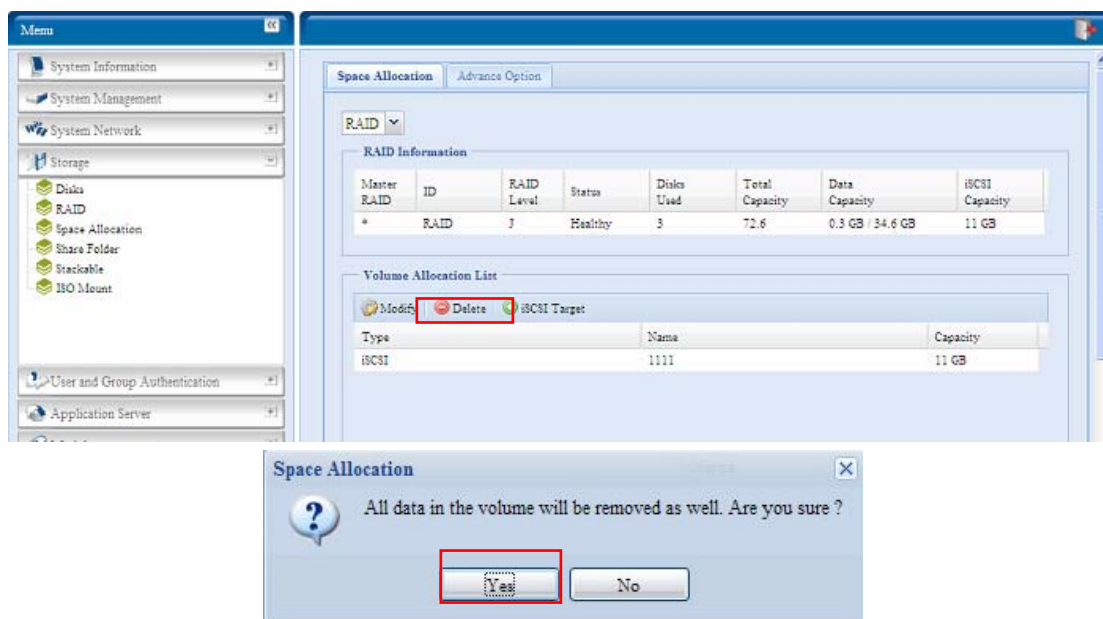 Menu
System Information
System Management
System Network
Storage
Disks
RAID
Space Allocation
Share Folder
Stackable
ISO Mount
User and Group Authentication
Application Server
Space Allocation Advance Option
RAID
RAID Information
Master RAID ID RAID Level Status Disks Used Total Capacity Data Capacity iSCSI Capacity
* RAID J Healthy 3 72.6 0.3 GB / 34.6 GB 11 GB
Volume Allocation List
Modify Delete iSCSI Target
Type Name Capacity
iSCSI 1111 11 GB
Space Allocation
All data in the volume will be removed as well. Are you sure ?
Yes No